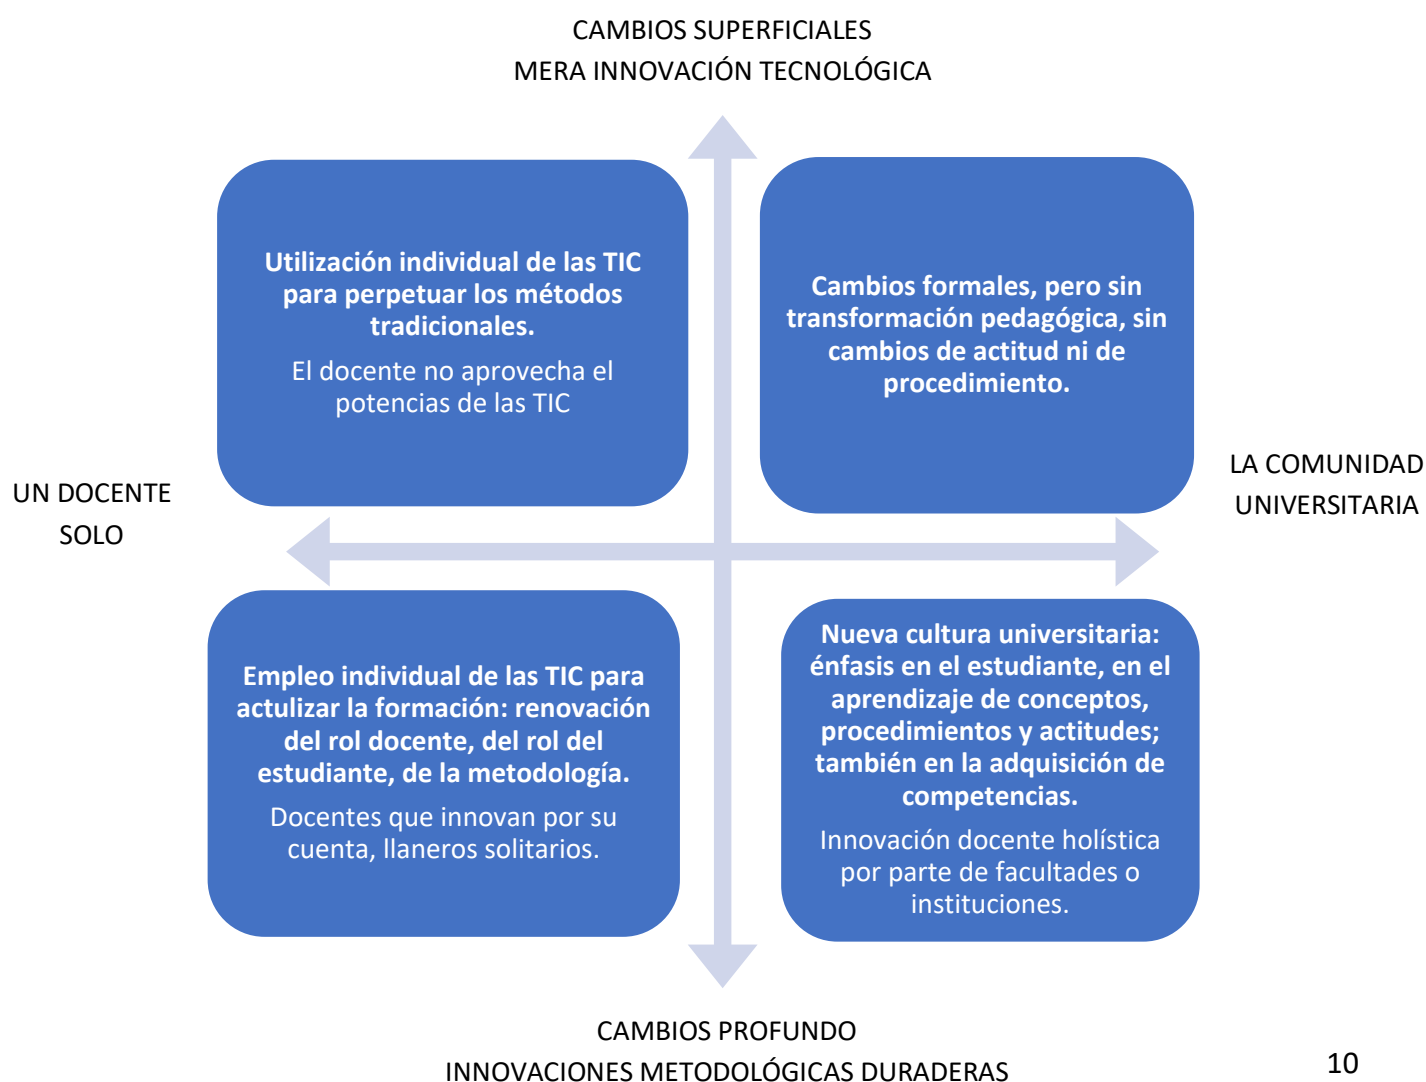 CAMBIOS SUPERFICIALES
MERA INNOVACIÓN TECNOLÓGICA
Utilización individual de las TIC
para perpetuar los métodos
tradicionales.
El docente no aprovecha el
potencias de las TIC
Cambios formales, pero sin
transformación pedagógica, sin
cambios de actitud ni de
procedimiento.
UN DOCENTE
SOLO
LA COMUNIDAD
UNIVERSITARIA
Empleo individual de las TIC para
actulizar la formación: renovación
del rol docente, del rol del
estudiante, de la metodología.
Docentes que innovan por su
cuenta, llaneros solitarios.
Nueva cultura universitaria:
énfasis en el estudiante, en el
aprendizaje de conceptos,
procedimientos y actitudes;
también en la adquisición de
competencias.
Innovación docente holística
por parte de facultades o
instituciones.
CAMBIOS PROFUNDO
INNOVACIONES METODOLÓGICAS DURADERAS
10